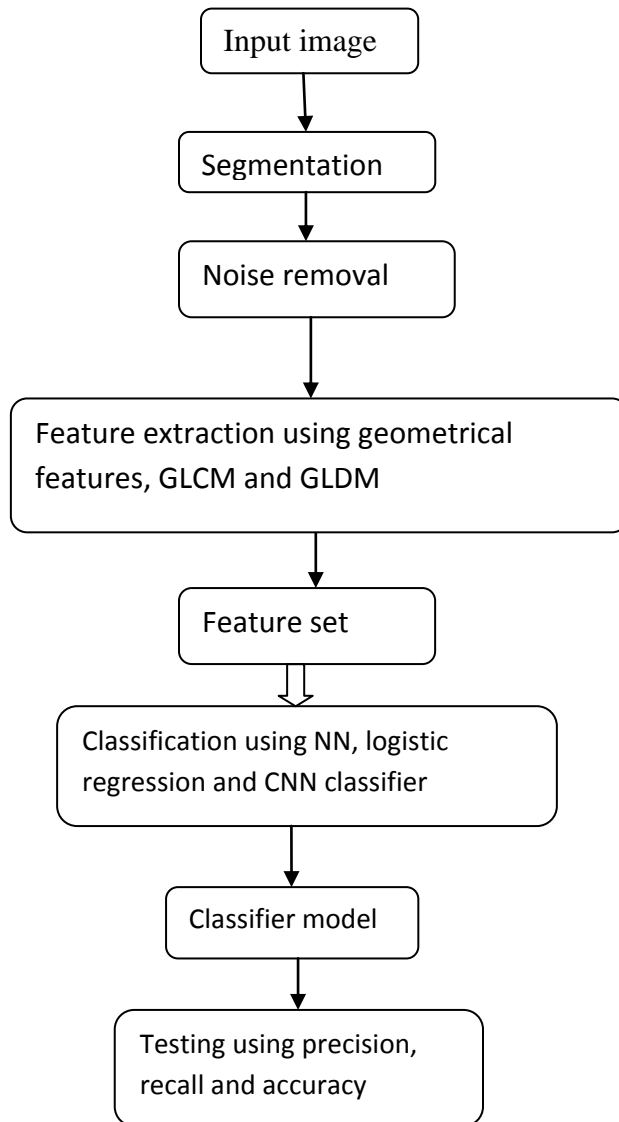 Input image
Segmentation
Noise removal
Feature extraction using geometrical
features, GLCM and GLDM
Feature set
Classification using NN, logistic
regression and CNN classifier
Classifier model
Testing using precision,
recall and accuracy